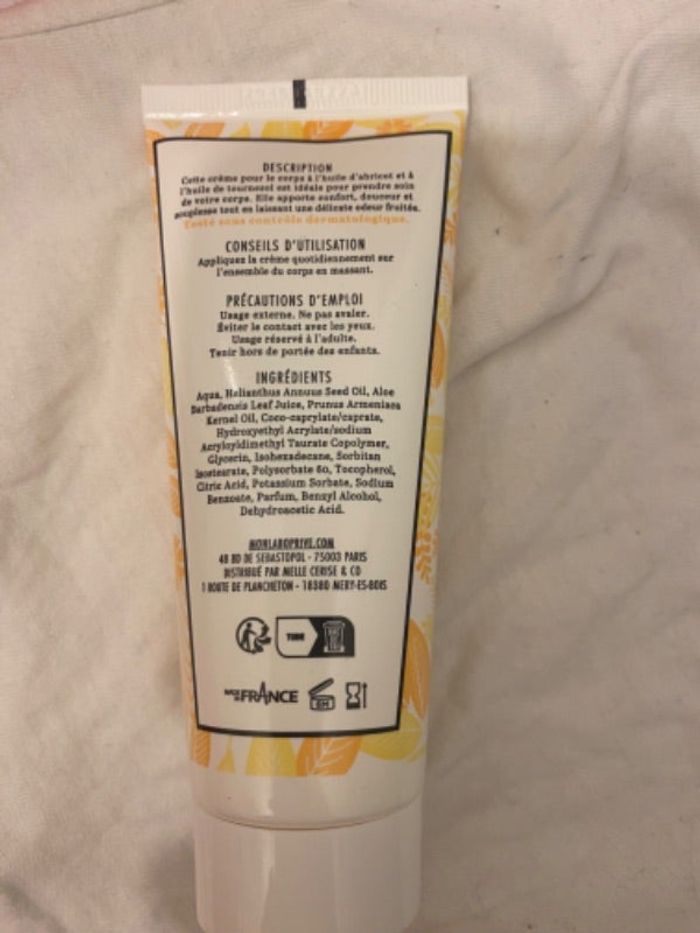 DESCRIPTION
Cette crème pour le corps à l'huile d'abricot et à
l'huile de tournesol est idéale pour prendre soin
de votre corps. Elle apporte confort, douceur et
souplesse tout en laissant une délicate odeur fruitée.
Testé sous contrôle dermatologique.
CONSEILS D'UTILISATION
Appliquez la crème quotidiennement sur
l'ensemble du corps en massant.
PRÉCAUTIONS D'EMPLOI
Usage externe. Ne pas avaler.
Éviter le contact avec les yeux.
Usage réservé à l'adulte.
Tenir hors de portée des enfants.
INGRÉDIENTS
Aqua, Helianthus Annuus Seed Oil, Aloe
Barbadensis Leaf Juice, Prunus Armeniaca
Kernel Oil, Coco-caprylate/caprate,
Hydroxyethyl Acrylate/sodium
Acryloyldimethyl Taurate Copolymer,
Glycerin, Isohexadecane, Sorbitan
Isostearate, Polysorbate 60, Tocopherol,
Citric Acid, Potassium Sorbate, Sodium
Benzoate, Parfum, Benzyl Alcohol,
Dehydroacetic Acid.
MONLABOPRIVE.COM
48 BD DE SEBASTOPOL - 75003 PARIS
DISTRIBUÉ PAR MELLE CERISE & CO
1 ROUTE DE PLANCHETON - 18380 MERY-ES-BOIS
TUBE
MADE IN FRANCE
6M